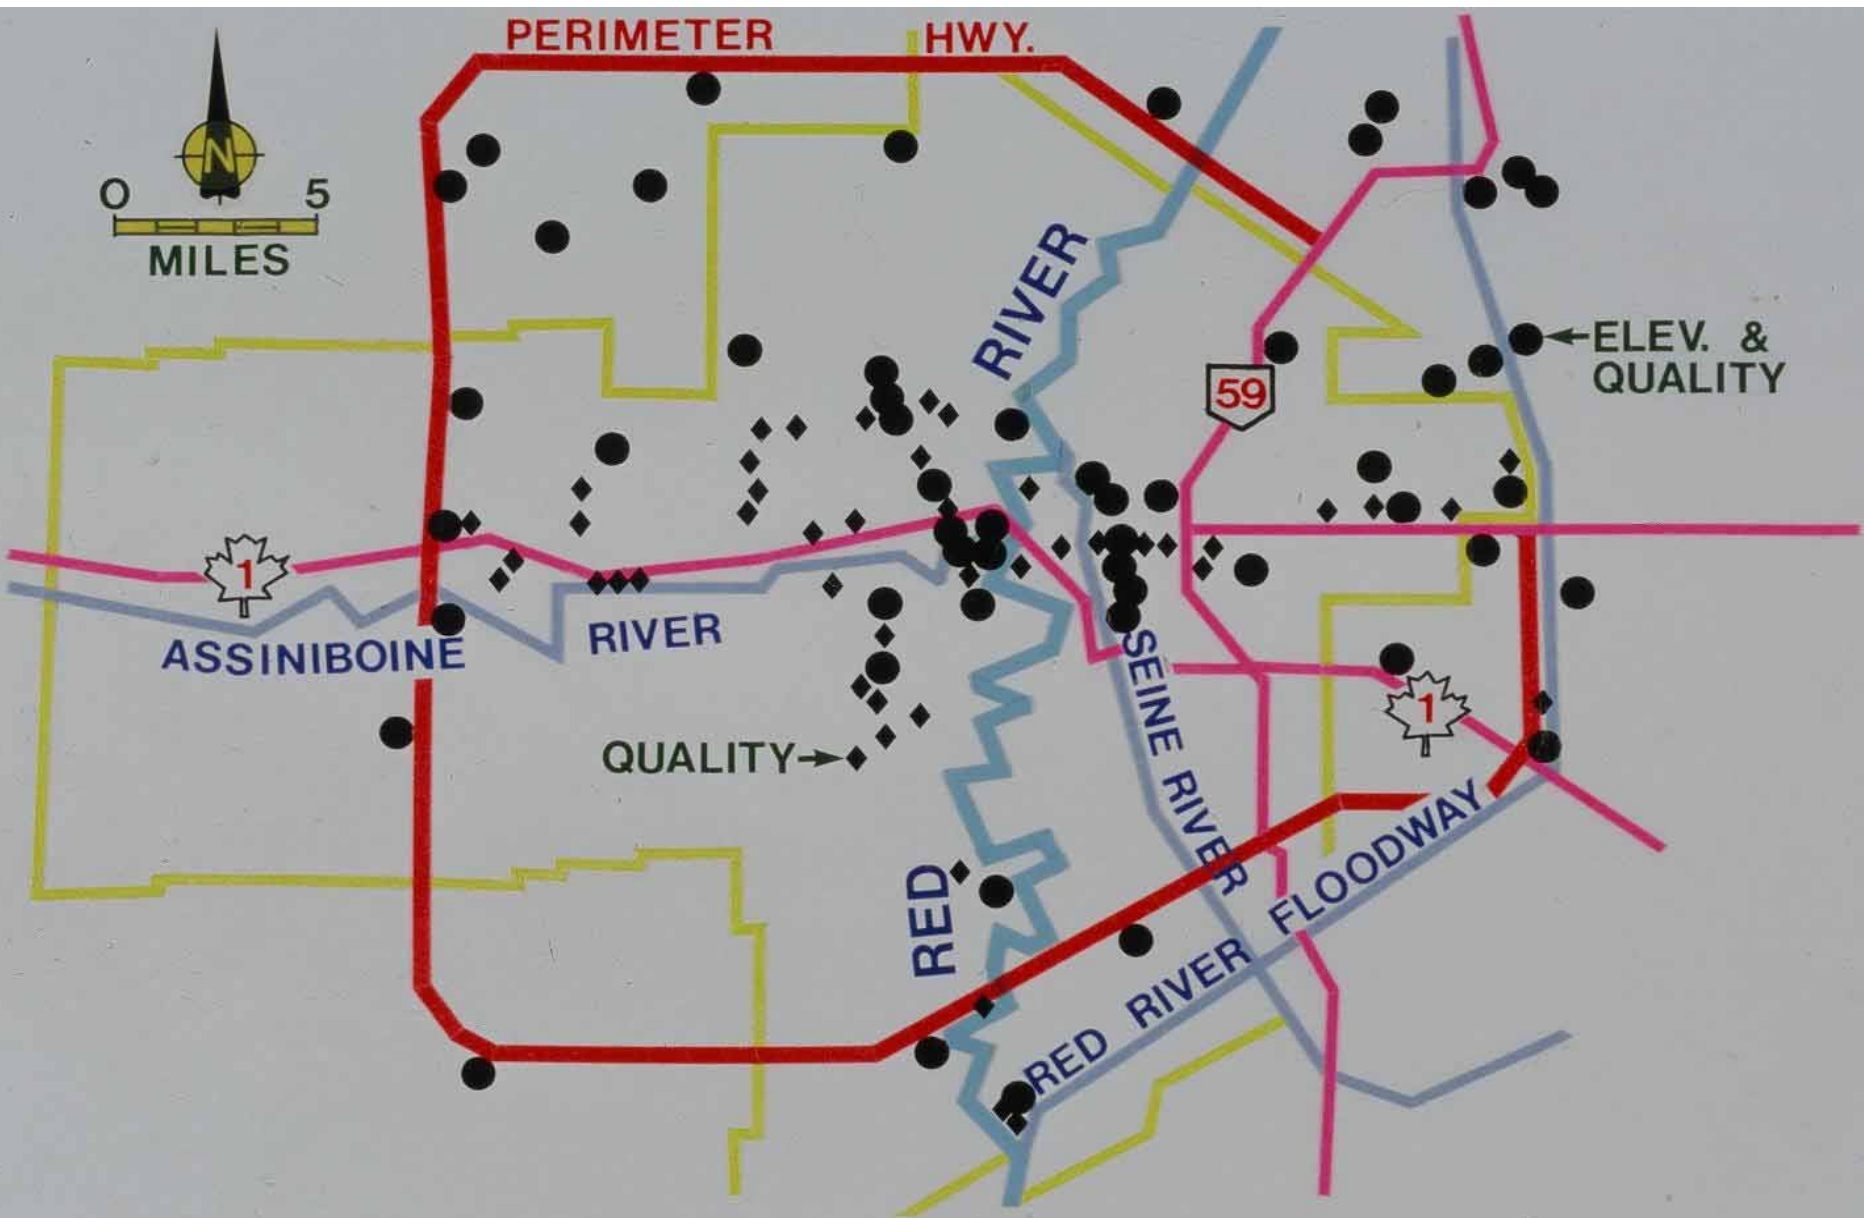 PERIMETER HWY.
N
0 5
MILES
RIVER
ELEV. &
QUALITY
59
1
ASSINIBOINE RIVER
SEINE RIVER
1
QUALITY
RED
RED RIVER FLOODWAY